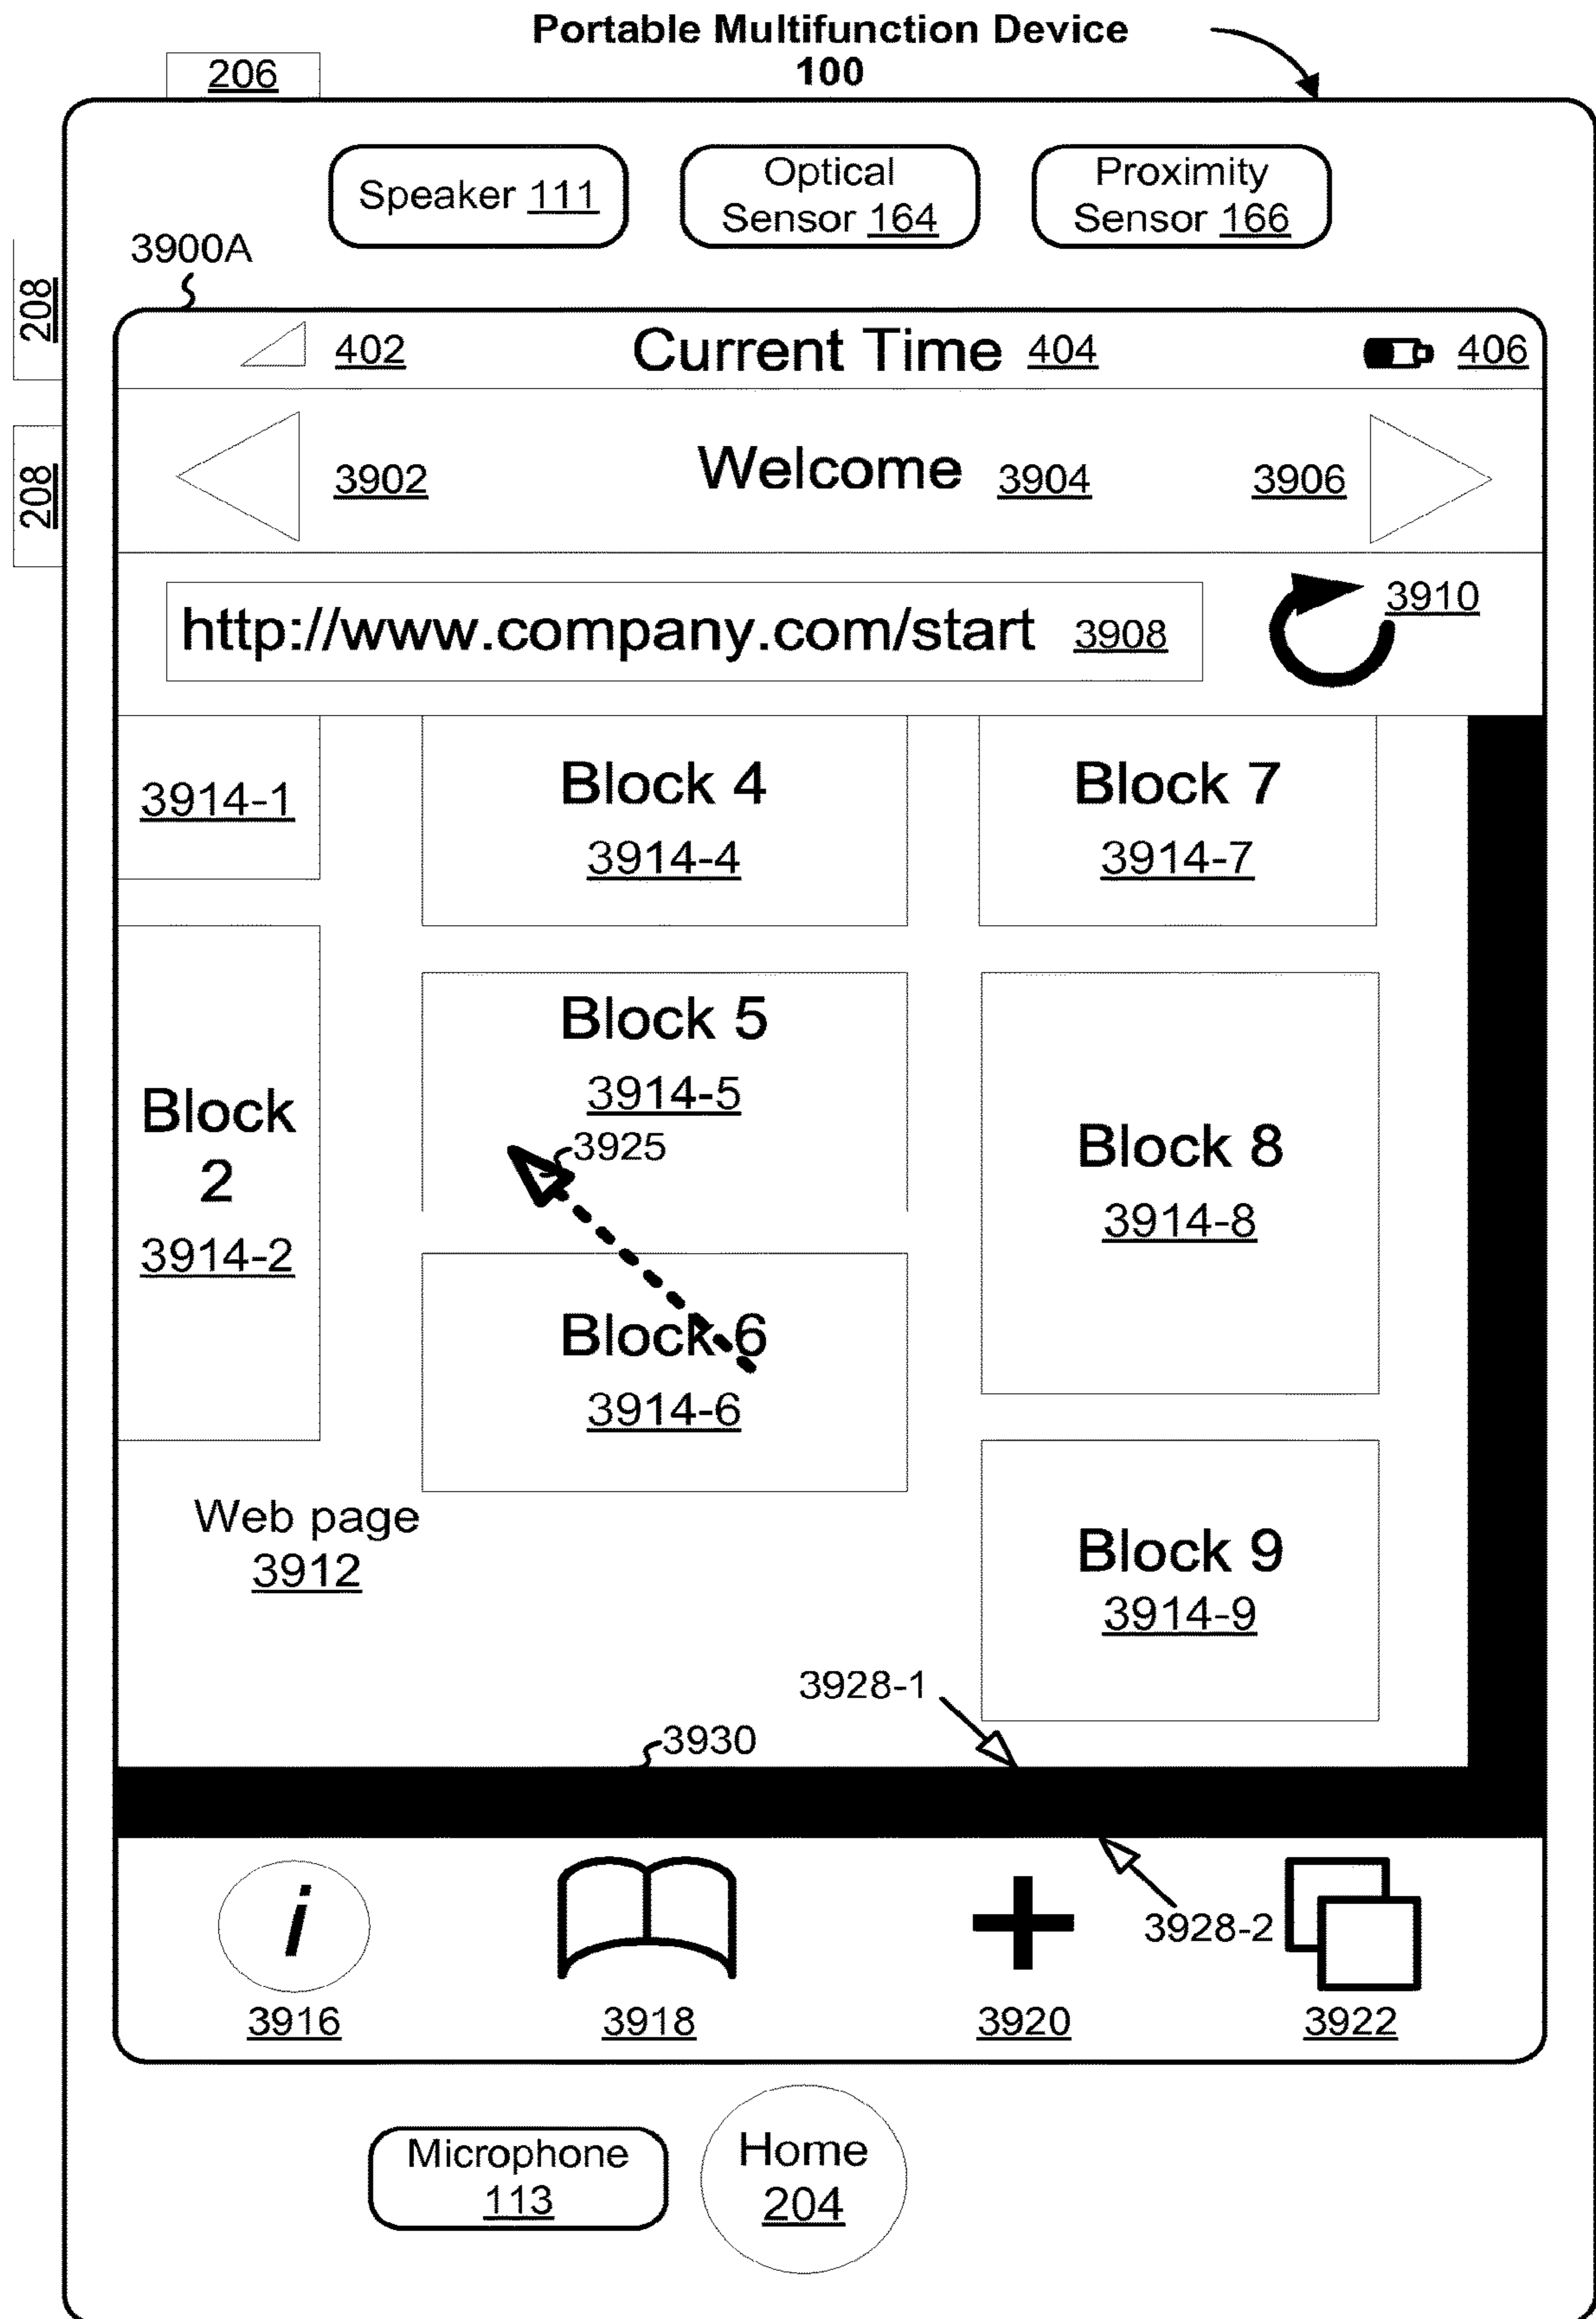 Portable Multifunction Device
100
206
Speaker 111
Optical
Sensor 164
Proximity
Sensor 166
3900A
208
208
402
Current Time 404
406
3902
Welcome 3904
3906
http://www.company.com/start 3908
3910
3914-1
Block 4
3914-4
Block 7
3914-7
Block
2
3914-2
Block 5
3914-5
3925
Block 8
3914-8
Block 6
3914-6
Web page
3912
Block 9
3914-9
3928-1
3930
i
3928-2
3916
3918
3920
3922
Microphone
113
Home
204